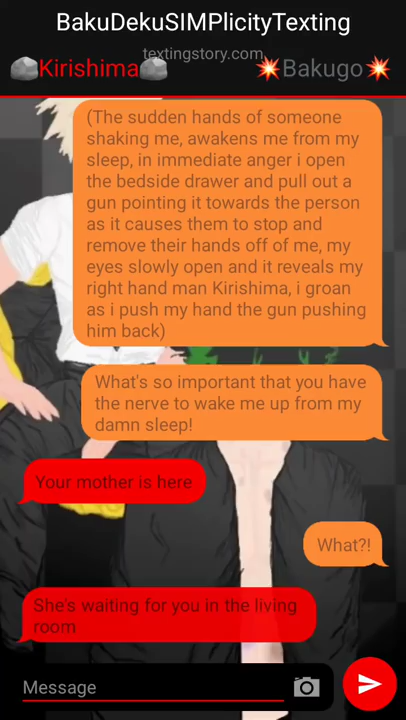 BakuDekuSIMPlicityTexting
textingstory.com
Kirishima
Bakugo
(The sudden hands of someone
shaking me, awakens me from my
sleep, in immediate anger i open
the bedside drawer and pull out a
gun pointing it towards the person
as it causes them to stop and
remove their hands off of me, my
eyes slowly open and it reveals my
right hand man Kirishima, i groan
as i push my hand the gun pushing
him back)
What's so important that you have
the nerve to wake me up from my
damn sleep!
Your mother is here
What?!
She's waiting for you in the living
room
Message